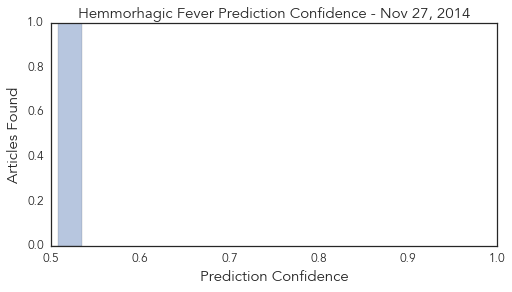 Hemmorhagic Fever Prediction Confidence - Nov 27, 2014
1.0
0.8
0.6
0.4
0.2
0.0
Articles Found
0.5 0.6 0.7 0.8 0.9 1.0
Prediction Confidence